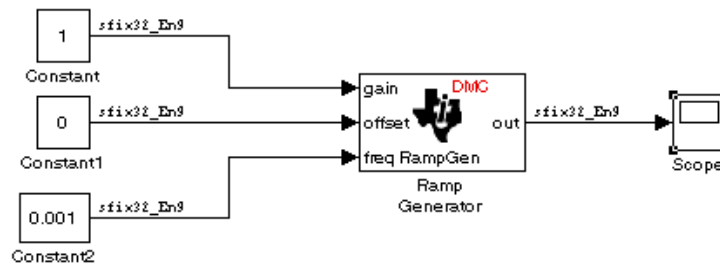 1
sfix32_En9
Constant
0
sfix32_En9
Constant1
0.001
sfix32_En9
Constant2
gain
DMC
offset
out
freq RampGen
Ramp
Generator
sfix32_En9
Scope